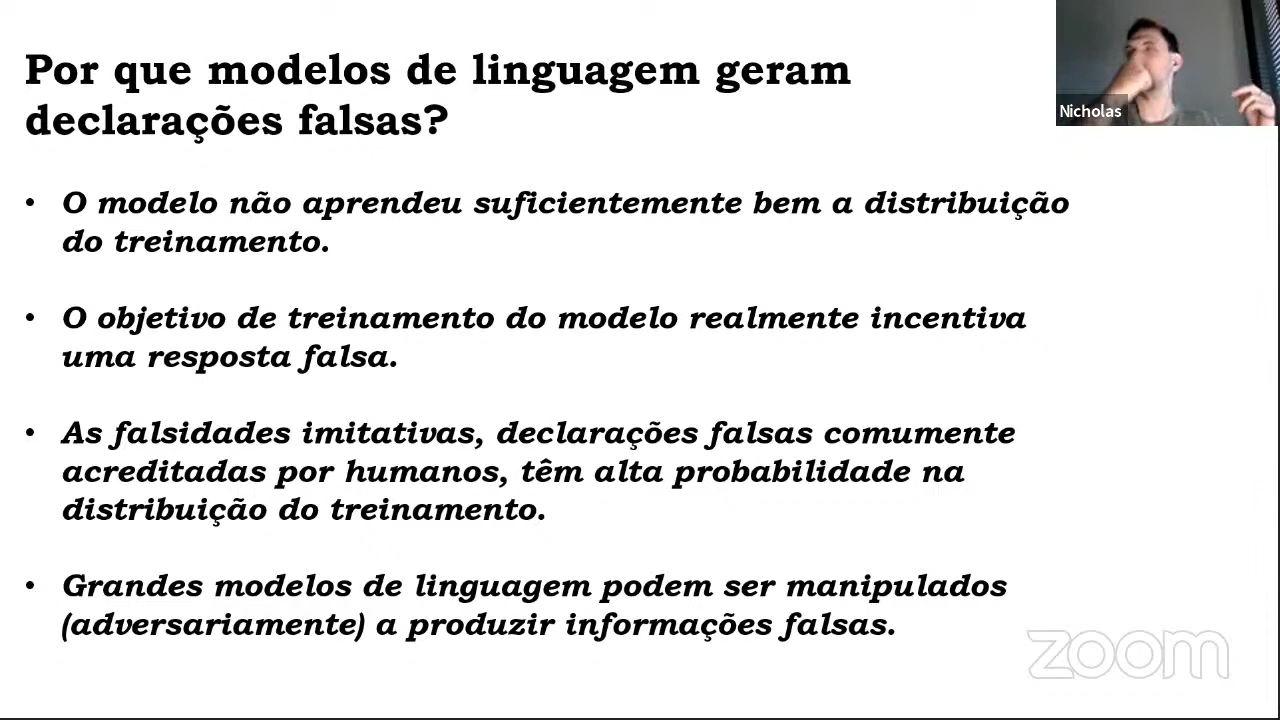 Por que modelos de linguagem geram
declarações falsas?
Nicholas
• O modelo não aprendeu suficientemente bem a distribuição
do treinamento.
• O objetivo de treinamento do modelo realmente incentiva
uma resposta falsa.
• As falsidades imitativas, declarações falsas comumente
acreditadas por humanos, têm alta probabilidade na
distribuição do treinamento.
• Grandes modelos de linguagem podem ser manipulados
(adversariamente) a produzir informações falsas.
zoom